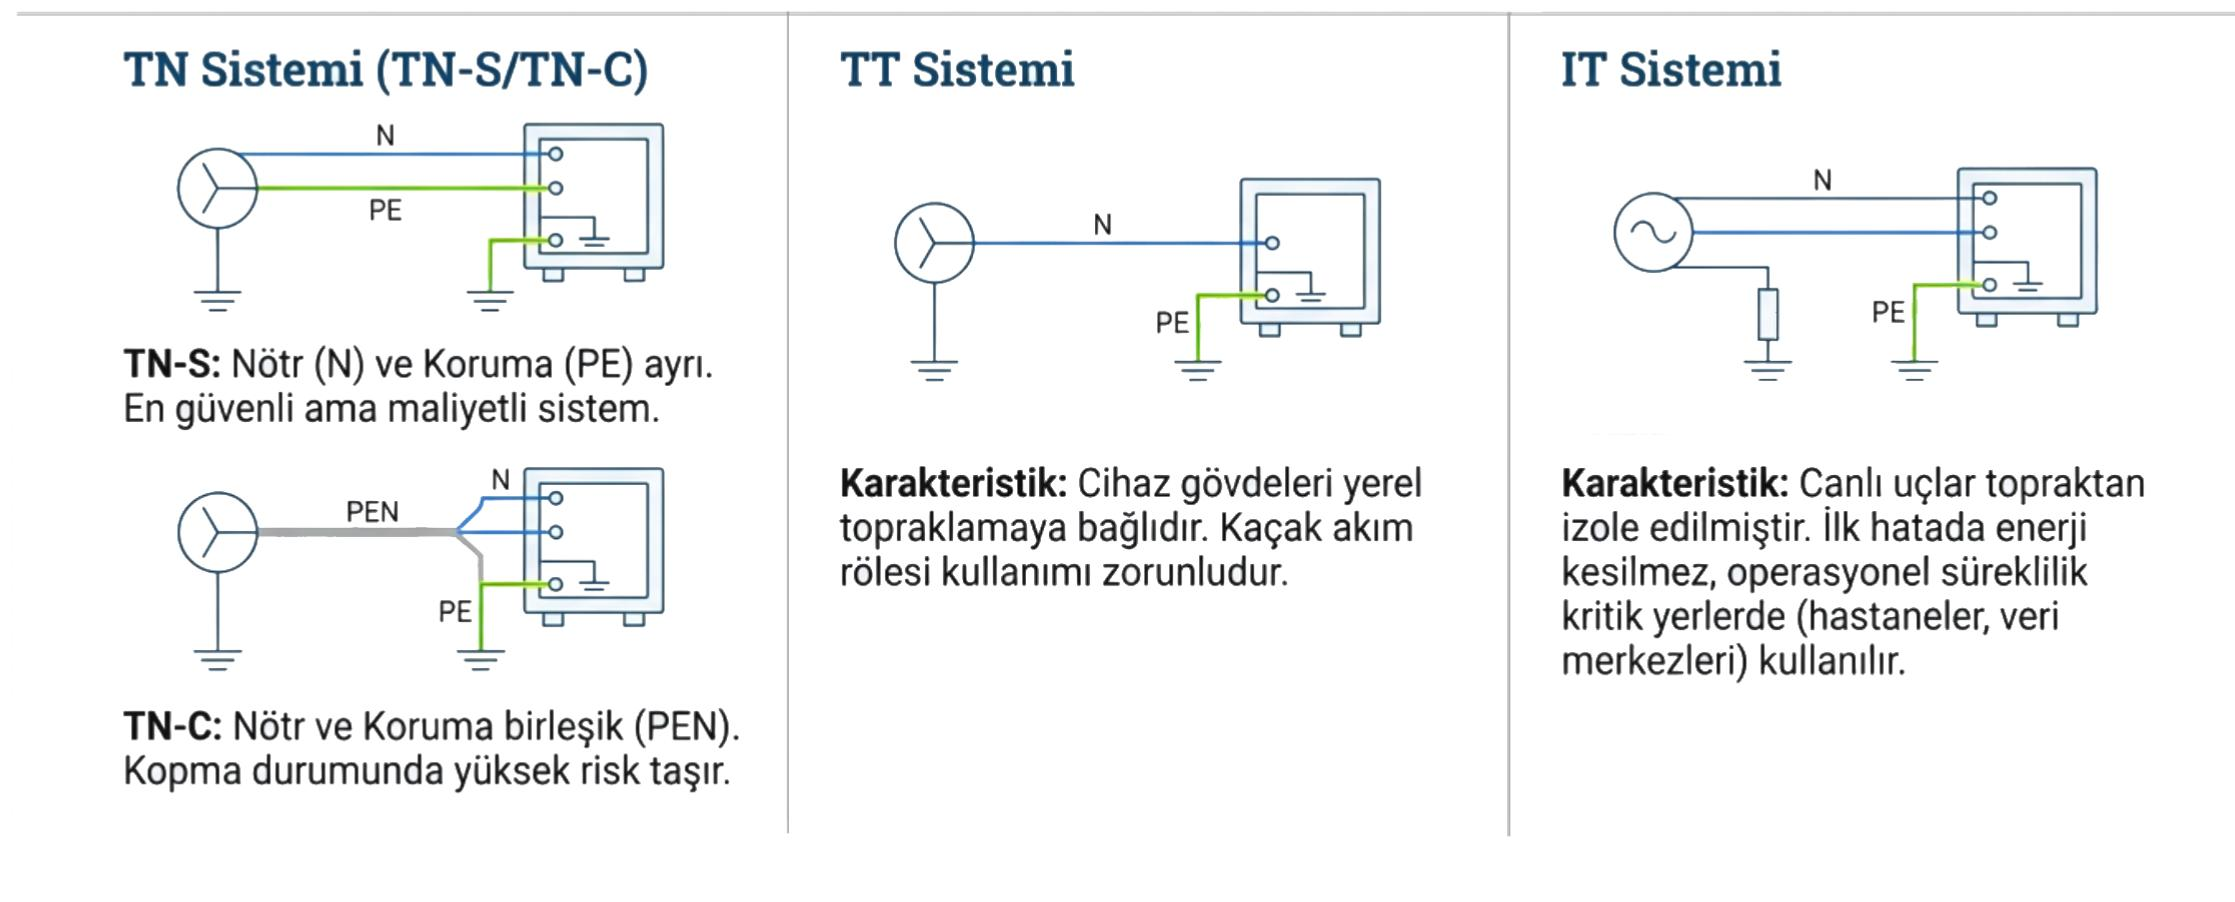 TN Sistemi (TN-S/TN-C)
N
PE
TN-S: Nötr (N) ve Koruma (PE) ayrı.
En güvenli ama maliyetli sistem.
N
PEN
PE
TN-C: Nötr ve Koruma birleşik (PEN).
Kopma durumunda yüksek risk taşır.
TT Sistemi
N
PE
Karakteristik: Cihaz gövdeleri yerel
topraklamaya bağlıdır. Kaçak akım
rölesi kullanımı zorunludur.
IT Sistemi
N
PE
Karakteristik: Canlı uçlar topraktan
izole edilmiştir. İlk hatada enerji
kesilmez, operasyonel süreklilik
kritik yerlerde (hastaneler, veri
merkezleri) kullanılır.